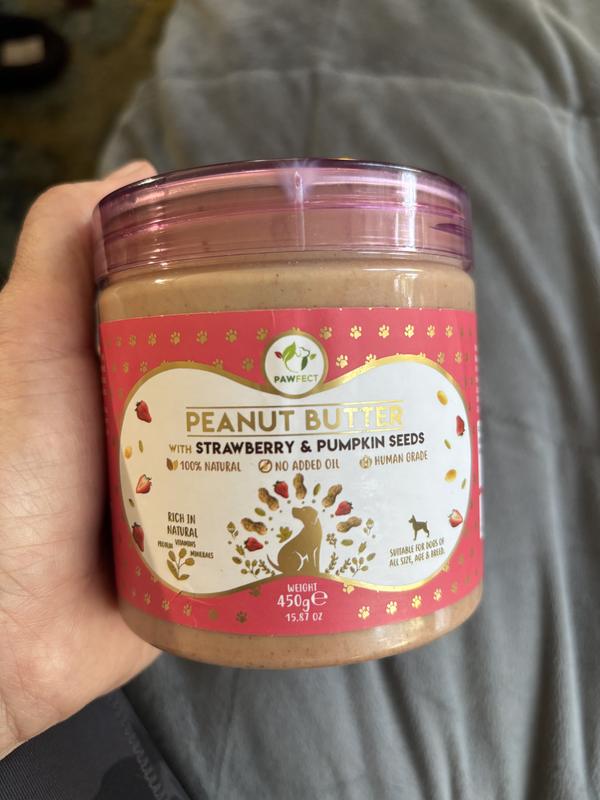 PAWFECT
PEANUT BUTTER
WITH STRAWBERRY & PUMPKIN SEEDS
100% NATURAL NO ADDED OIL HUMAN GRADE
RICH IN
NATURAL
PROTEIN VITAMINS MINERALS
SUITABLE FOR DOGS OF
ALL SIZE, AGE & BREED.
WEIGHT
450g℮
15.87 OZ